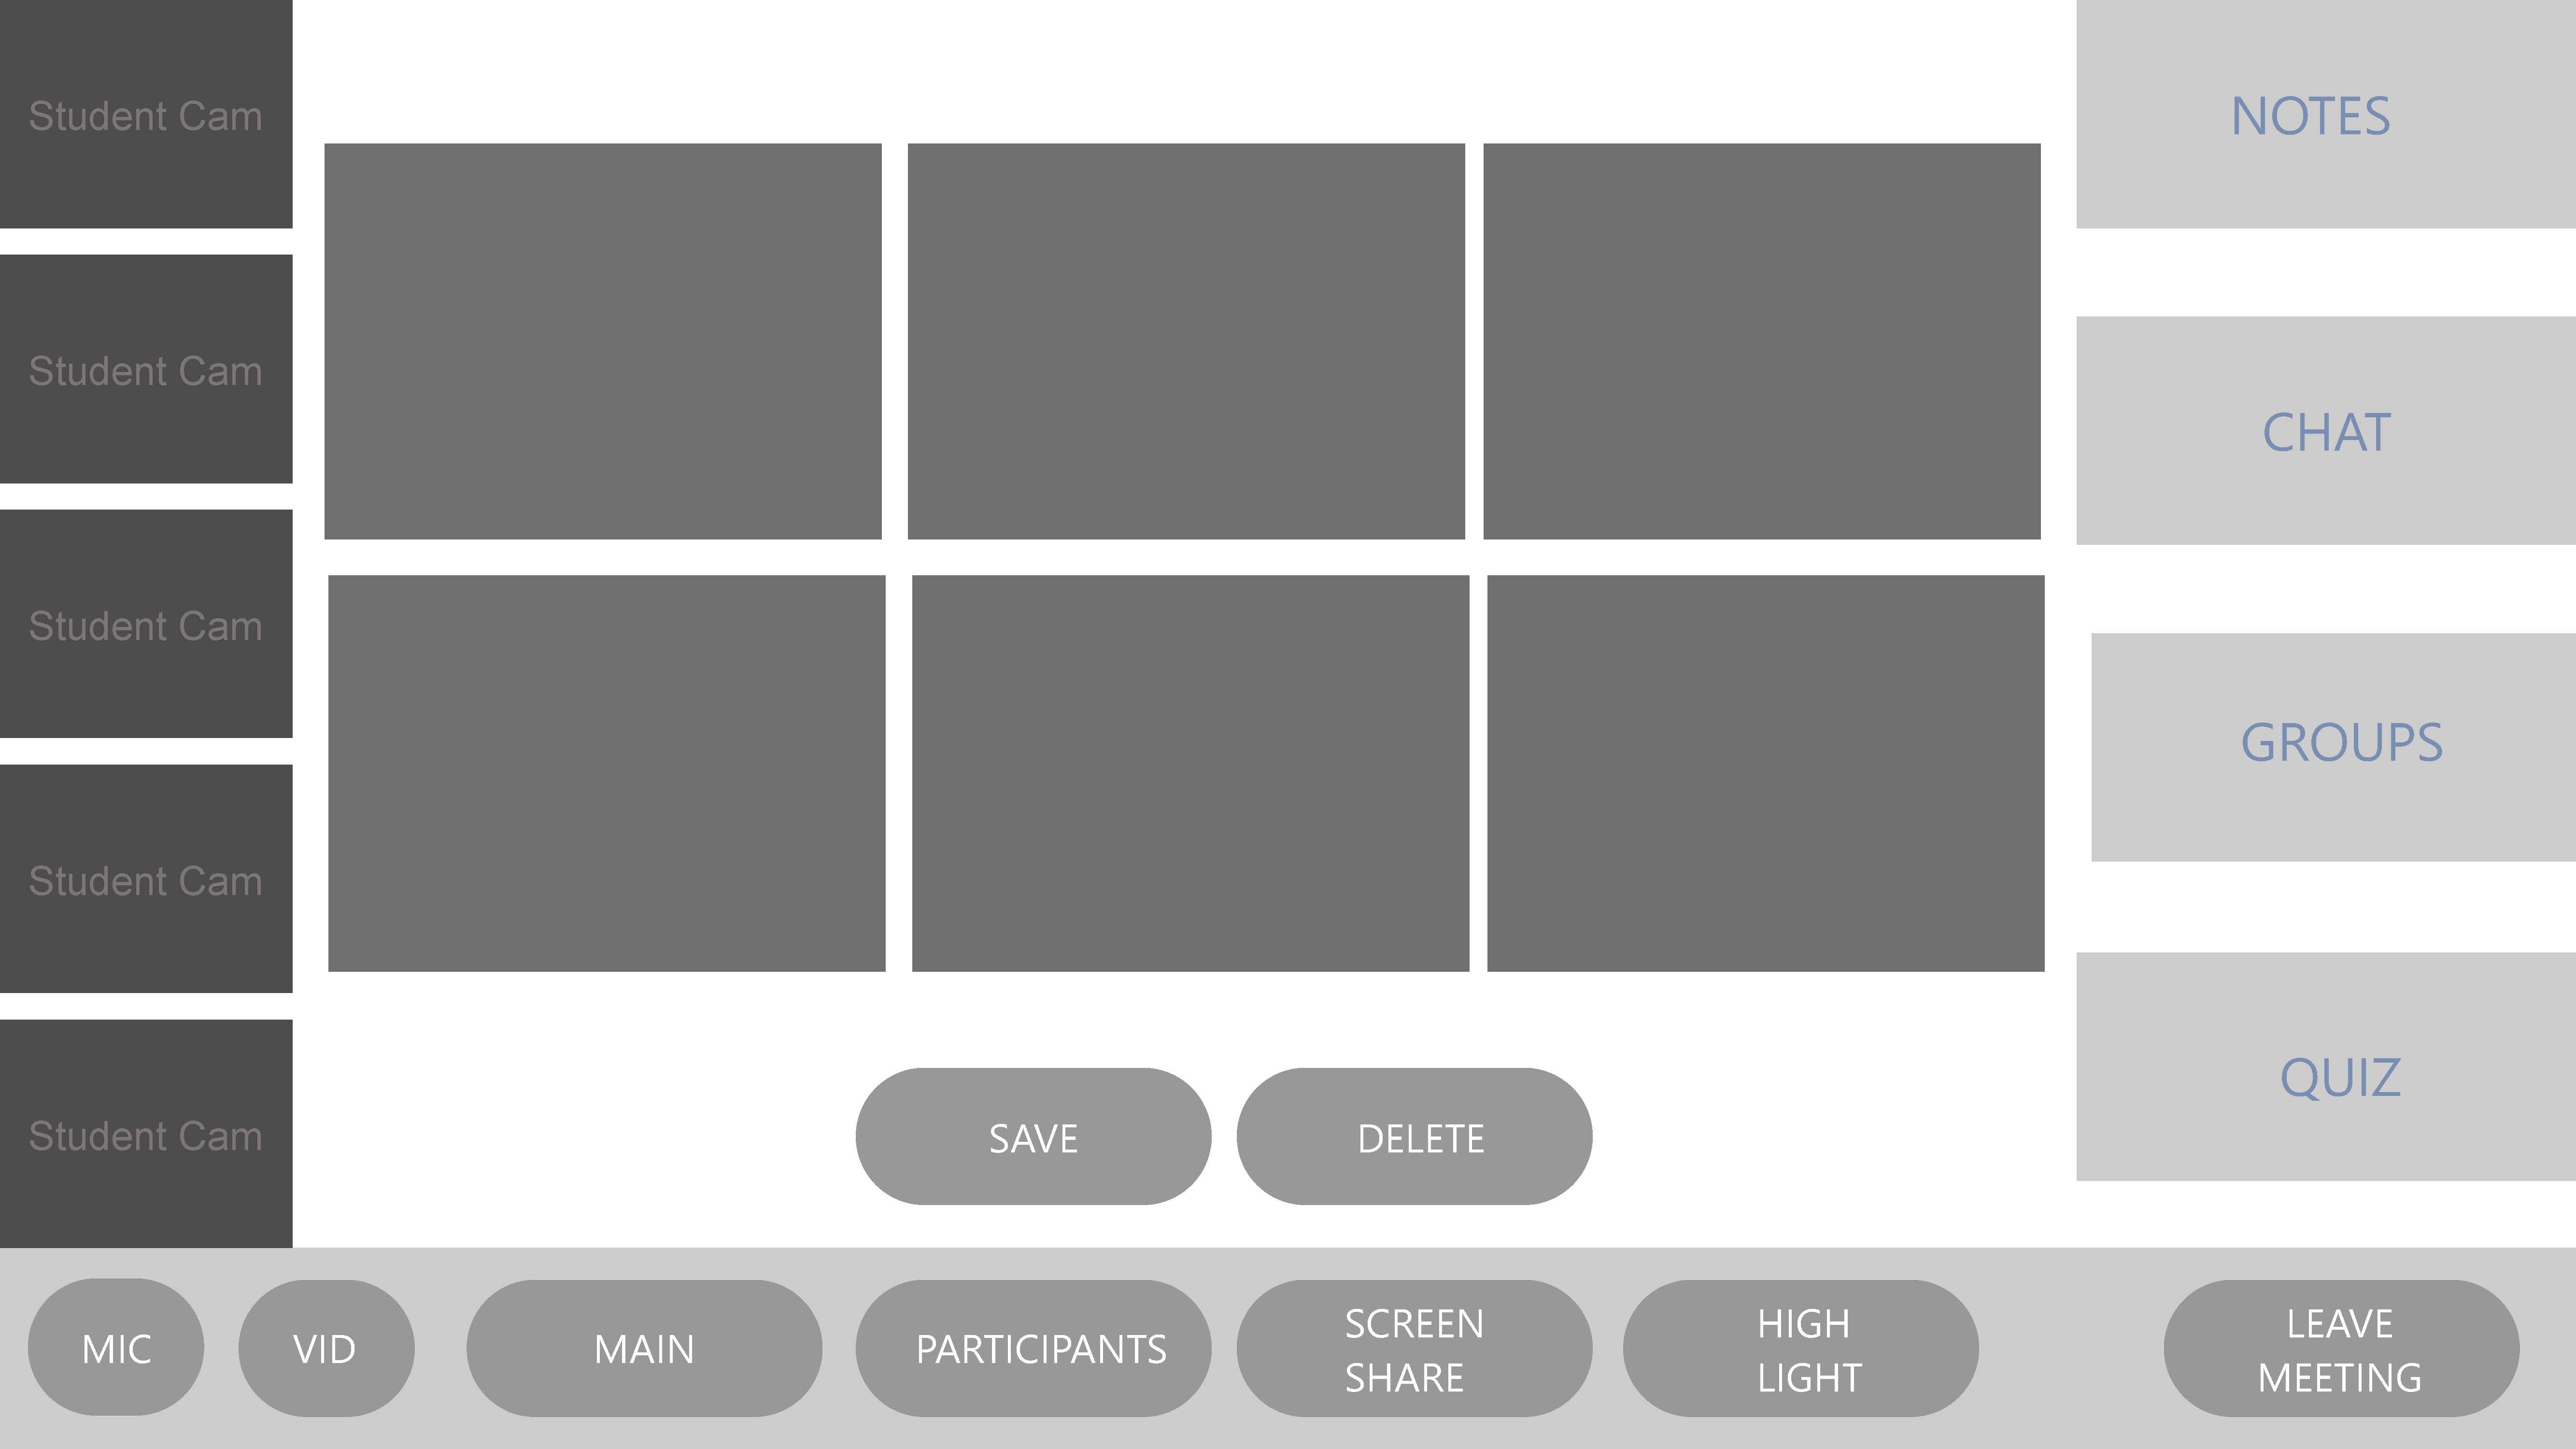 Student Cam
Student Cam
Student Cam
Student Cam
Student Cam
NOTES
CHAT
GROUPS
QUIZ
SAVE
DELETE
MIC
VID
MAIN
PARTICIPANTS
SCREEN
SHARE
HIGH
LIGHT
LEAVE
MEETING